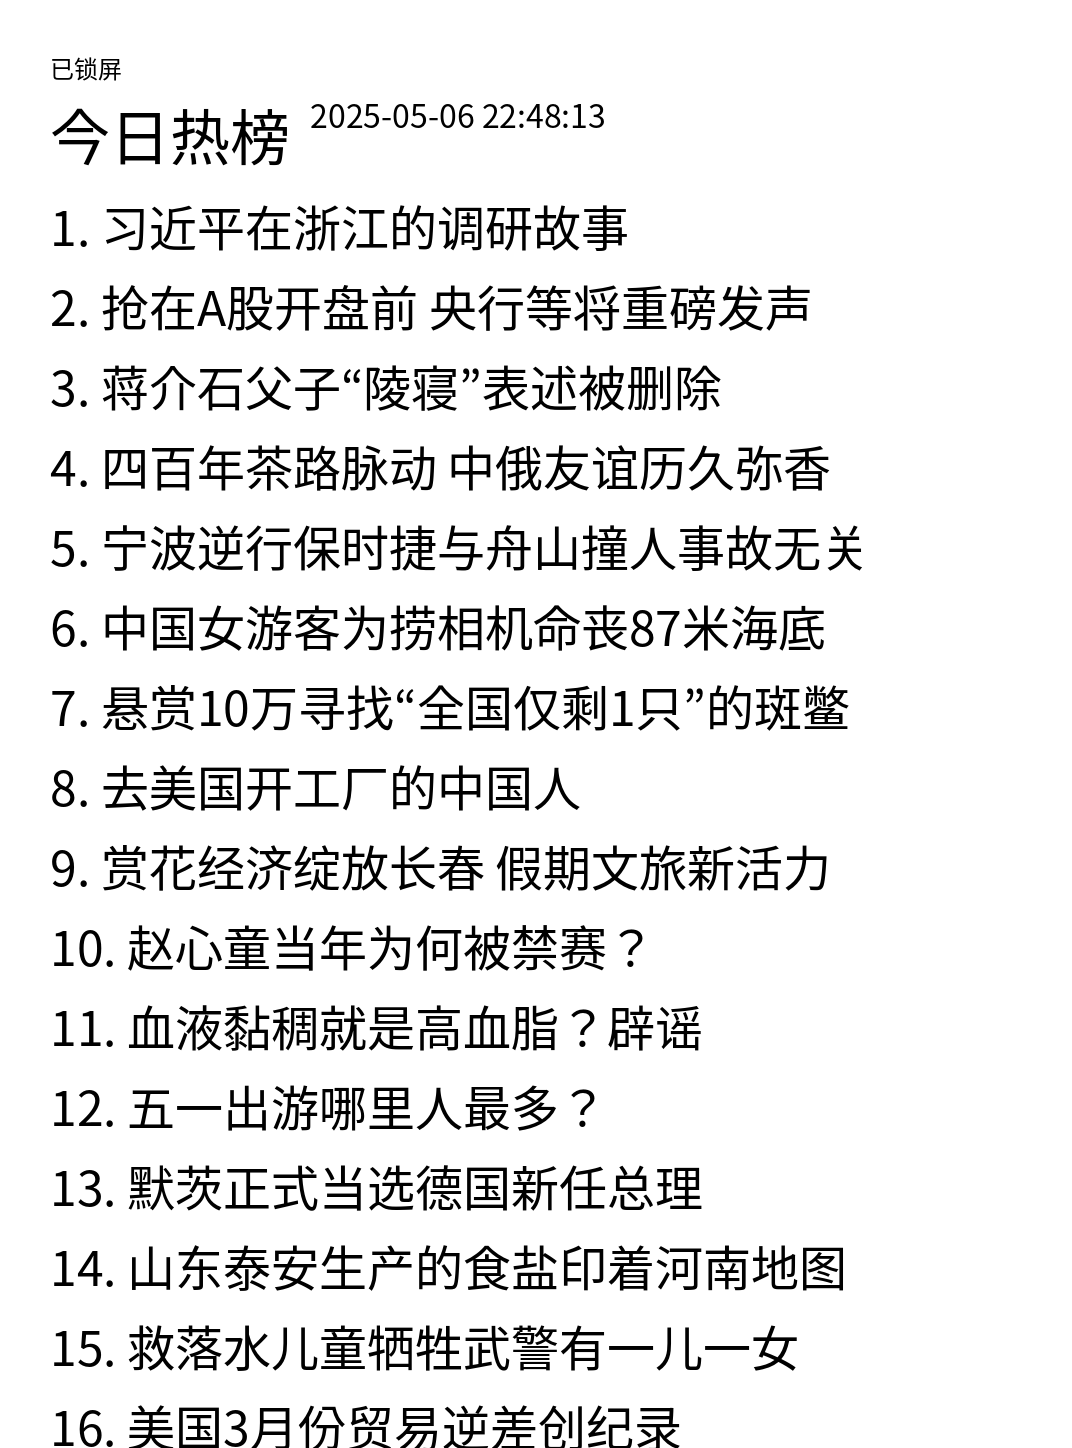 已锁屏
今日热榜 2025-05-06 22:48:13
1. 习近平在浙江的调研故事
2. 抢在A股开盘前 央行等将重磅发声
3. 蒋介石父子“陵寝”表述被删除
4. 四百年茶路脉动 中俄友谊历久弥香
5. 宁波逆行保时捷与舟山撞人事故无关
6. 中国女游客为捞相机命丧87米海底
7. 悬赏10万寻找“全国仅剩1只”的斑鳖
8. 去美国开工厂的中国人
9. 赏花经济绽放长春 假期文旅新活力
10. 赵心童当年为何被禁赛？
11. 血液黏稠就是高血脂？辟谣
12. 五一出游哪里人最多？
13. 默茨正式当选德国新任总理
14. 山东泰安生产的食盐印着河南地图
15. 救落水儿童牺牲武警有一儿一女
16. 美国3月份贸易逆差创纪录